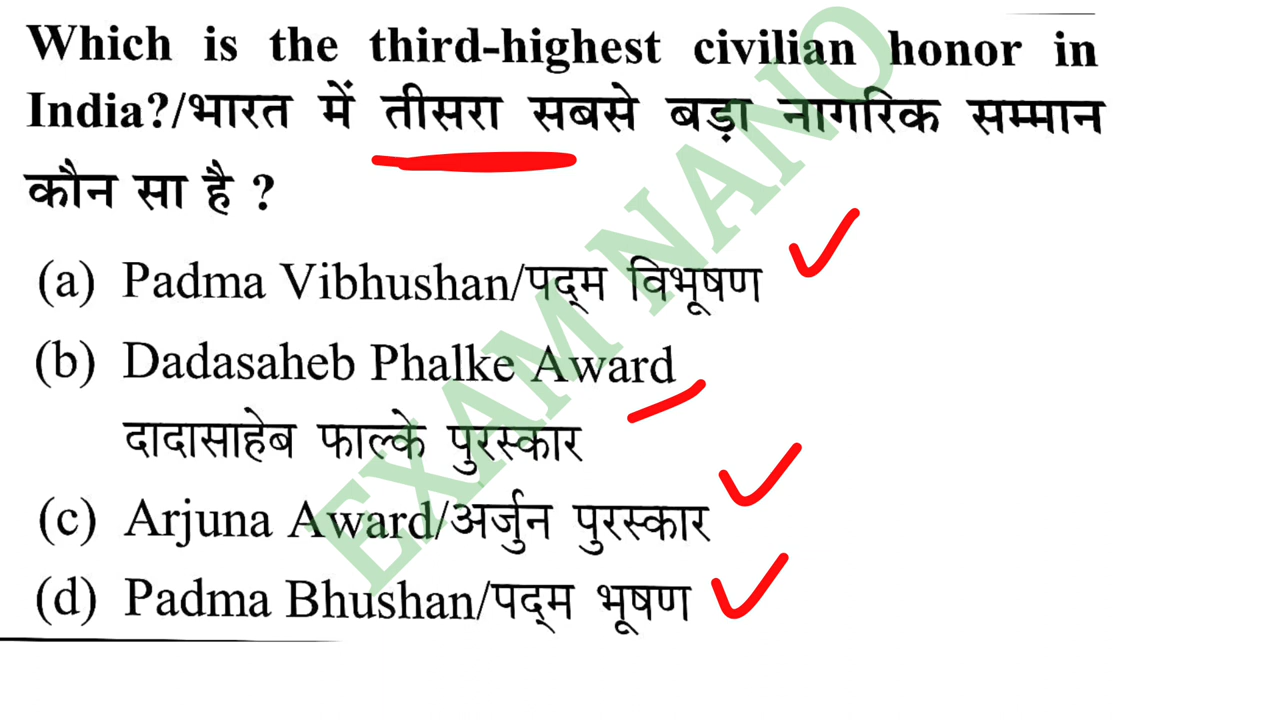 Which is the third-highest civilian honor in
India?/भारत में तीसरा सबसे बड़ा नागरिक सम्मान
कौन सा है ?
(a) Padma Vibhushan/पद्म विभूषण
(b) Dadasaheb Phalke Award
दादासाहेब फाल्के पुरस्कार
(c) Arjuna Award/अर्जुन पुरस्कार
(d) Padma Bhushan/पद्म भूषण
EXAM NANO